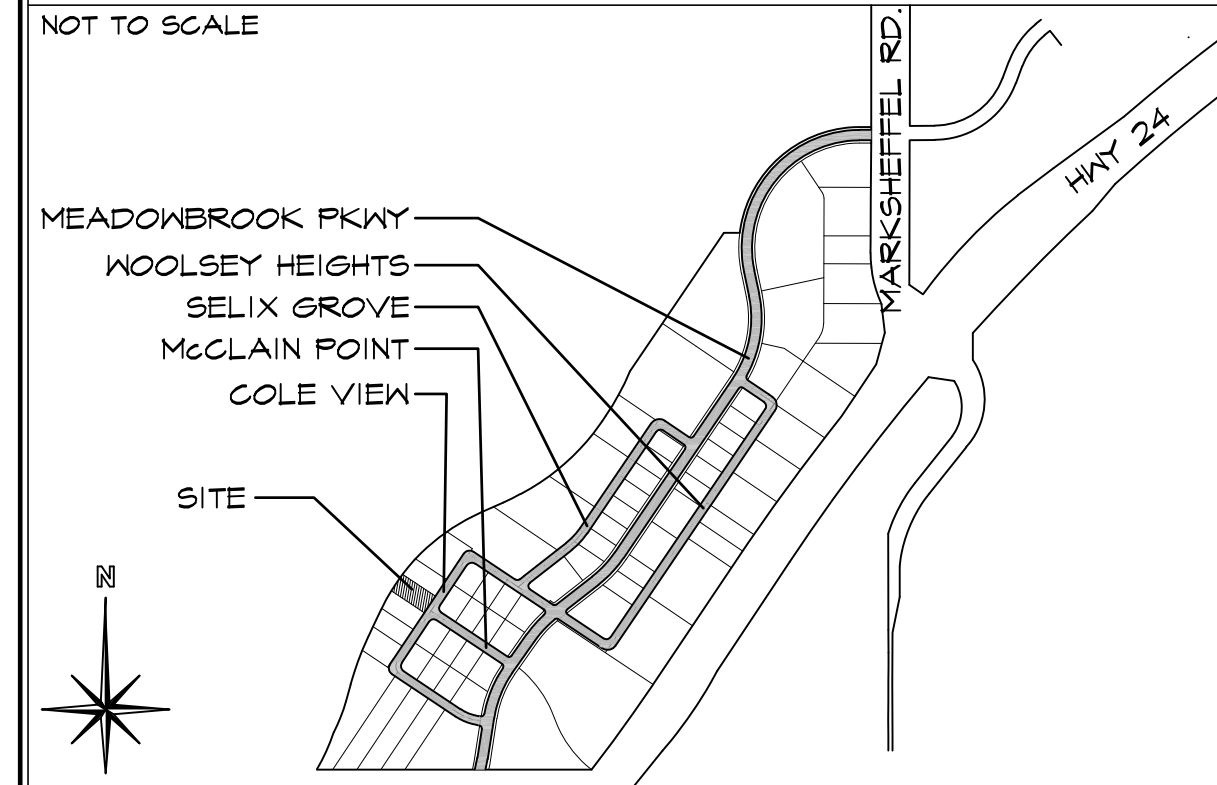 NOT TO SCALE
MARKSHEFFEL RD.
HWY 24
MEADOWBROOK PKWY
WOOLSEY HEIGHTS
SELIX GROVE
McCLAIN POINT
COLE VIEW
SITE
N